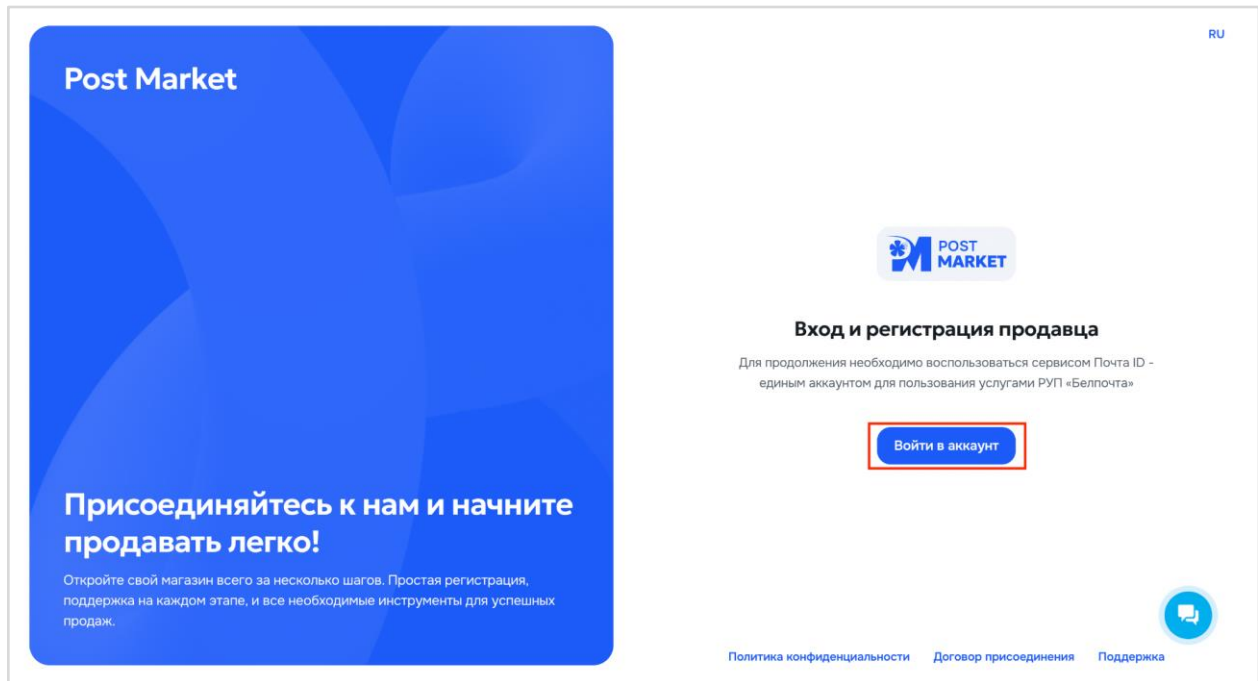 RU
Post Market
POST
MARKET
Вход и регистрация продавца
Для продолжения необходимо воспользоваться сервисом Почта ID -
единым аккаунтом для пользования услугами РУП «Белпочта»
Войти в аккаунт
Присоединяйтесь к нам и начните
продавать легко!
Откройте свой магазин всего за несколько шагов. Простая регистрация,
поддержка на каждом этапе, и все необходимые инструменты для успешных
продаж.
Политика конфиденциальности Договор присоединения Поддержка